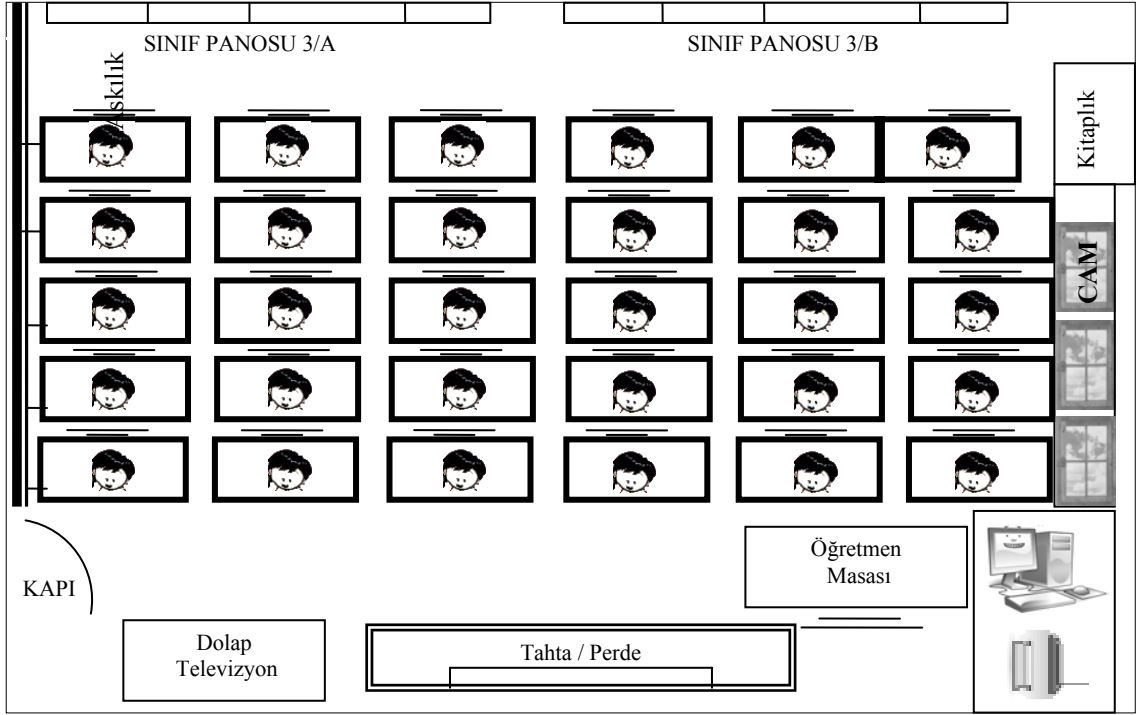 SINIF PANOSU 3/A
SINIF PANOSU 3/B
Askılık
Kitaplık
CAM
KAPI
Öğretmen
Masası
Dolap
Televizyon
Tahta / Perde